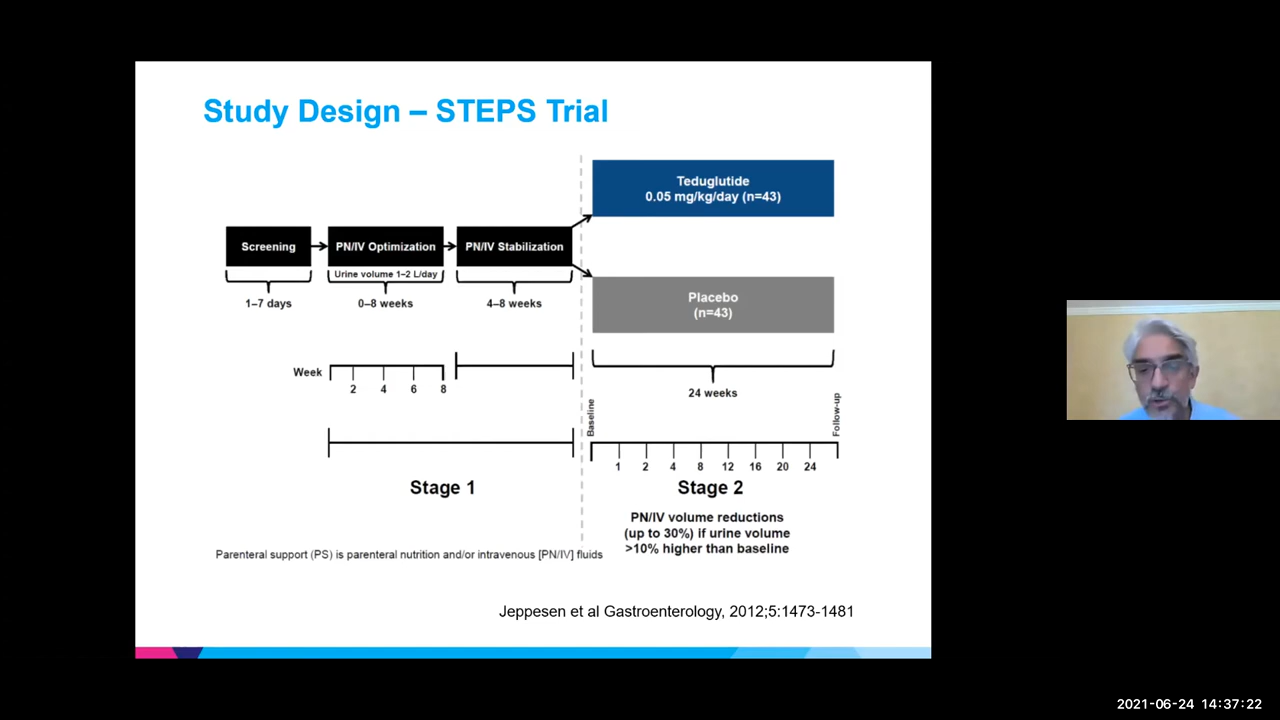 Study Design – STEPS Trial
Teduglutide
0.05 mg/kg/day (n=43)
Screening
PN/IV Optimization
PN/IV Stabilization
Urine volume 1–2 L/day
1–7 days
0–8 weeks
4–8 weeks
Placebo
(n=43)
Week
2 4 6 8
24 weeks
Baseline
Follow-up
1 2 4 8 12 16 20 24
Stage 1
Stage 2
PN/IV volume reductions
(up to 30%) if urine volume
>10% higher than baseline
Parenteral support (PS) is parenteral nutrition and/or intravenous [PN/IV] fluids
Jeppesen et al Gastroenterology, 2012;5:1473-1481
2021-06-24 14:37:22